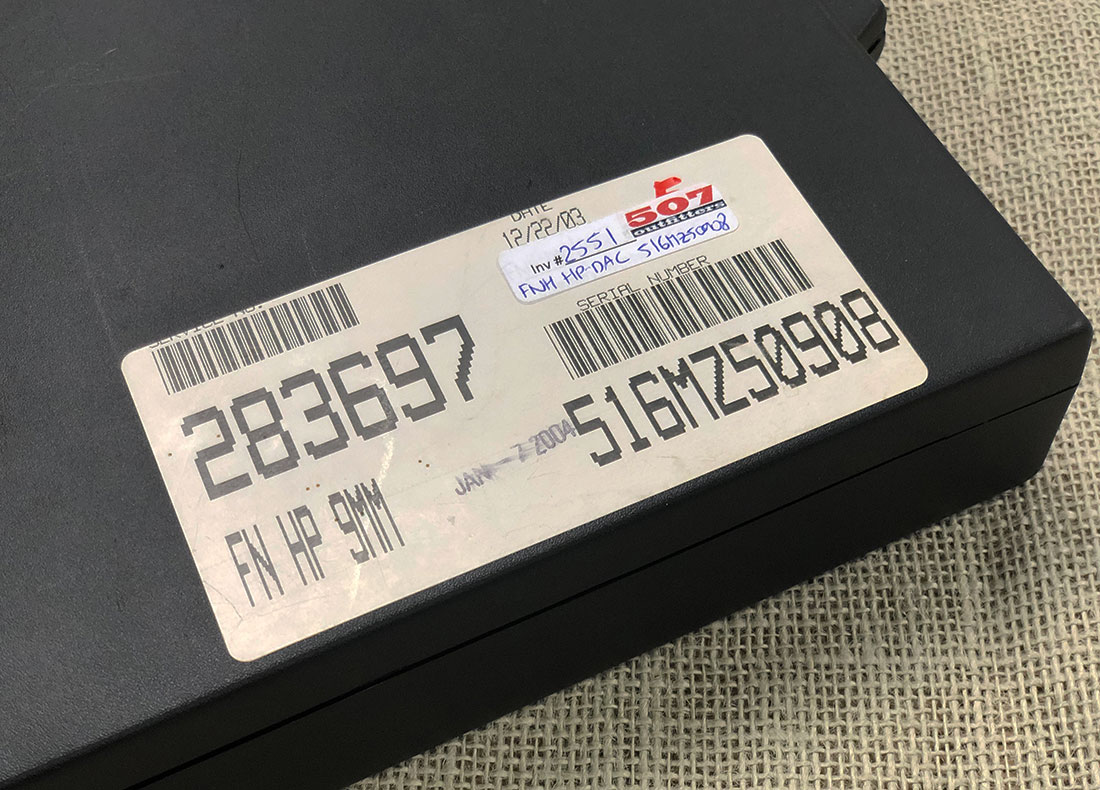 DATE
12/22/03
507
outfitters
Inv # 2551
FNH HP-DAC 516MZ50908
SERVICE NO.
283697
SERIAL NUMBER
516MZ50908
JAN - 7 2004
FN HP 9MM